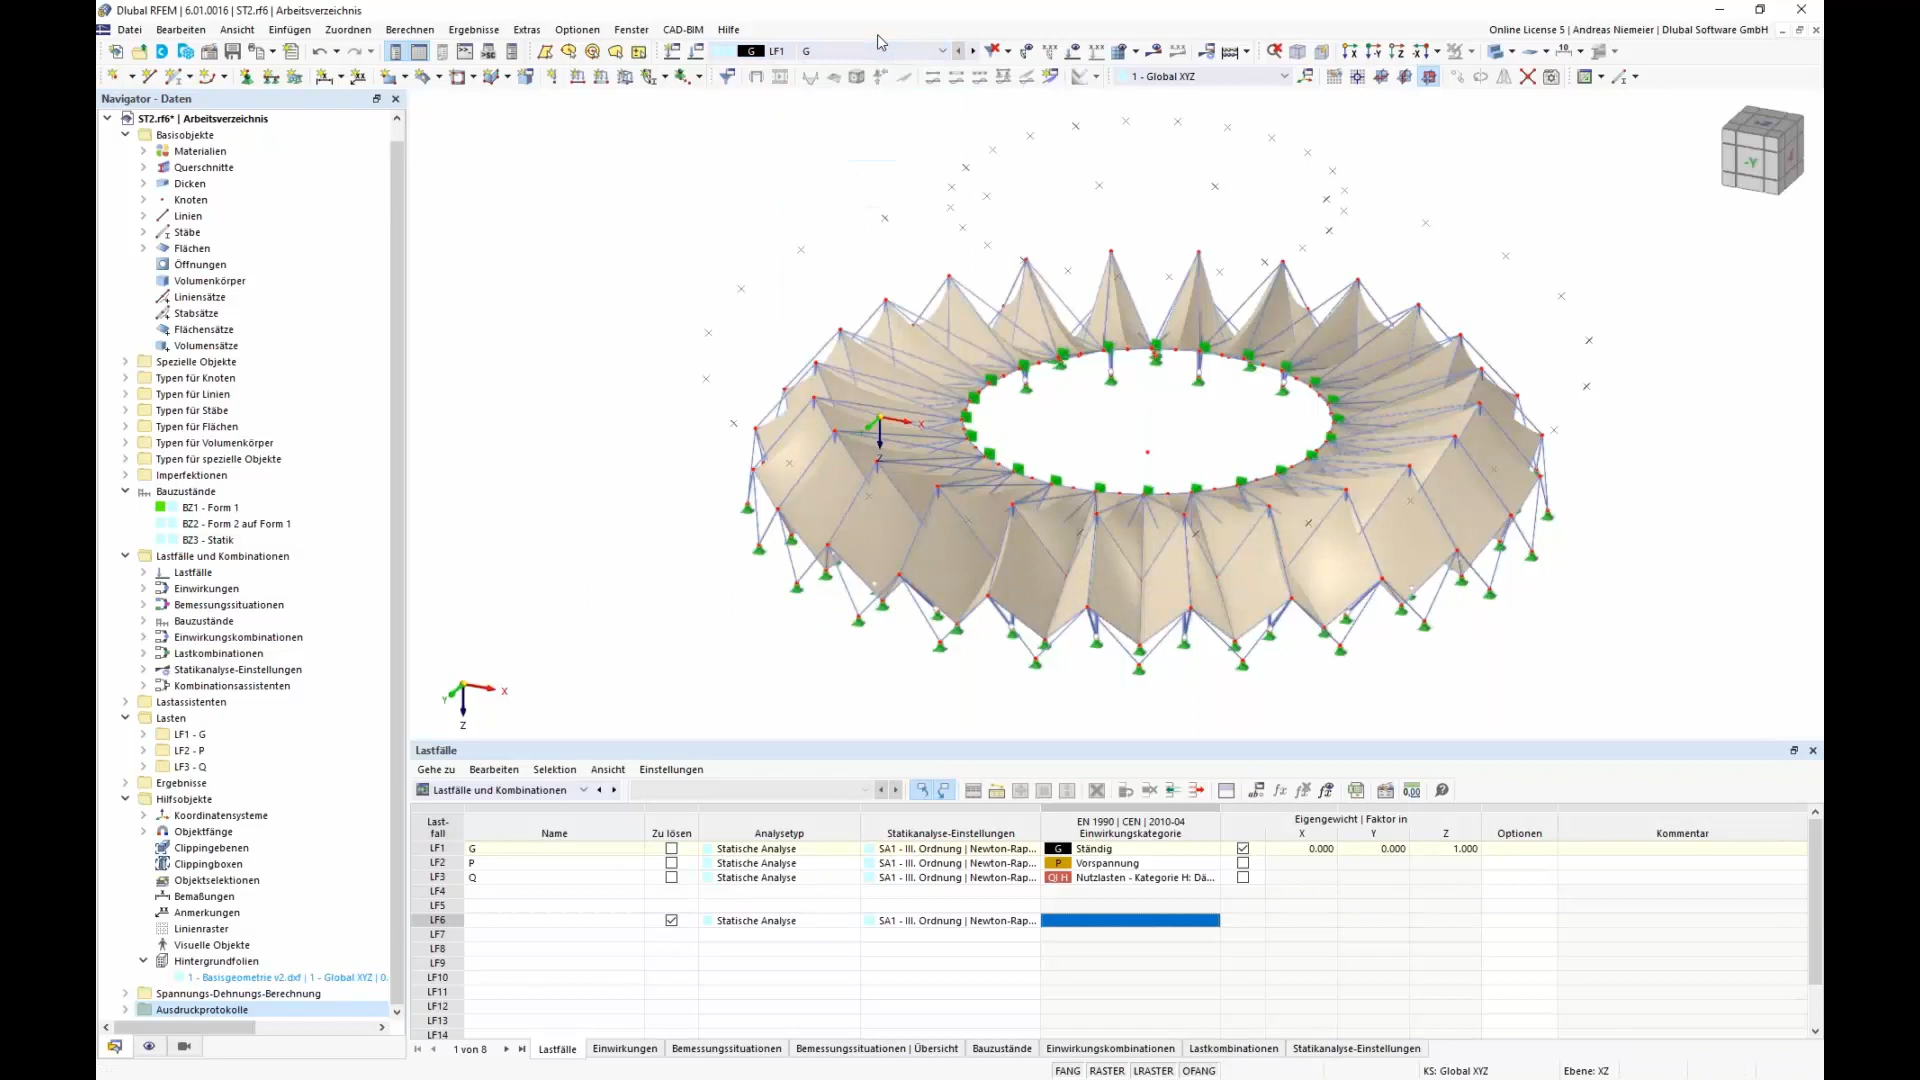 Dlubal RFEM | 6.01.0016 | ST2.rf6 | Arbeitsverzeichnis
Datei Bearbeiten Ansicht Einfügen Zuordnen Berechnen Ergebnisse Extras Optionen Fenster CAD-BIM Hilfe
Online License 5 | Andreas Niemeier | Dlubal Software GmbH
G LF1 G
1 - Global XYZ
Navigator - Daten
ST2.rf6* | Arbeitsverzeichnis
Basisobjekte
Materialien
Querschnitte
Dicken
Knoten
Linien
Stäbe
Flächen
Öffnungen
Volumenkörper
Liniensätze
Stabsätze
Flächensätze
Volumensätze
Spezielle Objekte
Typen für Knoten
Typen für Linien
Typen für Stäbe
Typen für Flächen
Typen für Volumenkörper
Typen für spezielle Objekte
Imperfektionen
Bauzustände
BZ1 - Form 1
BZ2 - Form 2 auf Form 1
BZ3 - Statik
Lastfälle und Kombinationen
Lastfälle
Einwirkungen
Bemessungssituationen
Bauzustände
Einwirkungskombinationen
Lastkombinationen
Statikanalyse-Einstellungen
Kombinationsassistenten
Lastassistenten
Lasten
LF1 - G
LF2 - P
LF3 - Q
Ergebnisse
Hilfsobjekte
Koordinatensysteme
Objektfänge
Clippingebenen
Clippingboxen
Objektselektionen
Bemaßungen
Anmerkungen
Linienraster
Visuelle Objekte
Hintergrundfolien
1 - Basisgeometrie v2.dxf | 1 - Global XYZ | 0.
Spannungs-Dehnungs-Berechnung
Ausdruckprotokolle
-Y
X
Z
X
Y
Z
Lastfälle
Gehe zu Bearbeiten Selektion Ansicht Einstellungen
Lastfälle und Kombinationen
Last-
fall
Name
Zu lösen
Analysetyp
Statikanalyse-Einstellungen
EN 1990 | CEN | 2010-04
Einwirkungskategorie
Eigengewicht | Faktor in
X Y Z
Optionen
Kommentar
LF1 G Statische Analyse SA1 - III. Ordnung | Newton-Rap... G Ständig 0.000 0.000 1.000
LF2 P Statische Analyse SA1 - III. Ordnung | Newton-Rap... P Vorspannung
LF3 Q Statische Analyse SA1 - III. Ordnung | Newton-Rap... QI H Nutzlasten - Kategorie H: Dä...
LF4
LF5
LF6 Statische Analyse SA1 - III. Ordnung | Newton-Rap...
LF7
LF8
LF9
LF10
LF11
LF12
LF13
LF14
1 von 8
Lastfälle Einwirkungen Bemessungssituationen Bemessungssituationen | Übersicht Bauzustände Einwirkungskombinationen Lastkombinationen Statikanalyse-Einstellungen
FANG RASTER LRASTER OFANG KS: Global XYZ Ebene: XZ